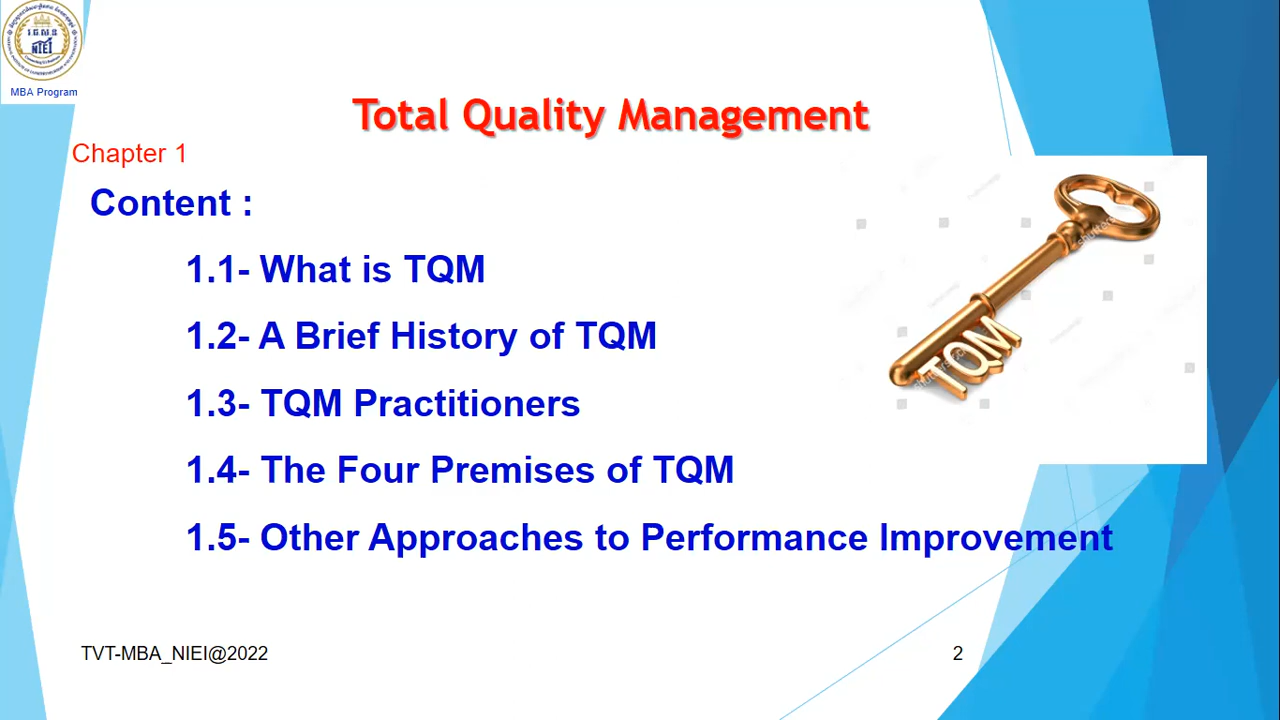 NIEI
MBA Program
Total Quality Management
Chapter 1
Content :
1.1- What is TQM
1.2- A Brief History of TQM
1.3- TQM Practitioners
1.4- The Four Premises of TQM
1.5- Other Approaches to Performance Improvement
TQM
TVT-MBA_NIEI@2022
2